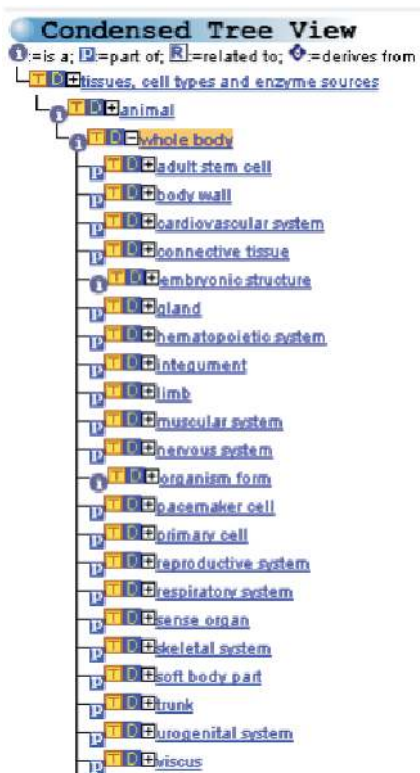 Condensed Tree View
i:=is a; P:=part of; R:=related to; D:=derives from
T D + tissues, cell types and enzyme sources
i T D + animal
i T D − whole body
P T D + adult stem cell
P T D + body wall
P T D + cardiovascular system
P T D + connective tissue
i T D + embryonic structure
P T D + gland
P T D + hematopoietic system
P T D + integument
P T D + limb
P T D + muscular system
P T D + nervous system
i T D + organism form
P T D + pacemaker cell
P T D + primary cell
P T D + reproductive system
P T D + respiratory system
P T D + sense organ
P T D + skeletal system
P T D + soft body part
P T D + trunk
P T D + urogenital system
P T D + viscus